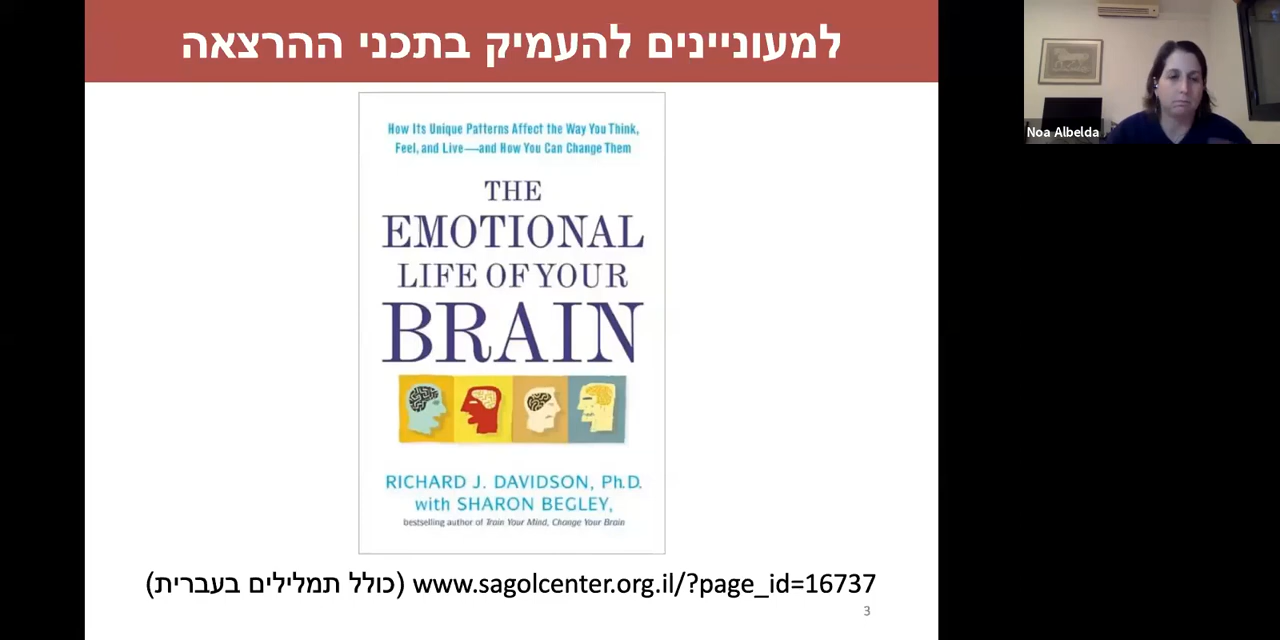 למעוניינים להעמיק בתכני ההרצאה
How Its Unique Patterns Affect the Way You Think,
Feel, and Live—and How You Can Change Them
THE
EMOTIONAL
LIFE OF YOUR
BRAIN
RICHARD J. DAVIDSON, Ph.D.
with SHARON BEGLEY,
bestselling author of Train Your Mind, Change Your Brain
www.sagolcenter.org.il/?page_id=16737 (כולל תמלילים בעברית)
3
Noa Albelda